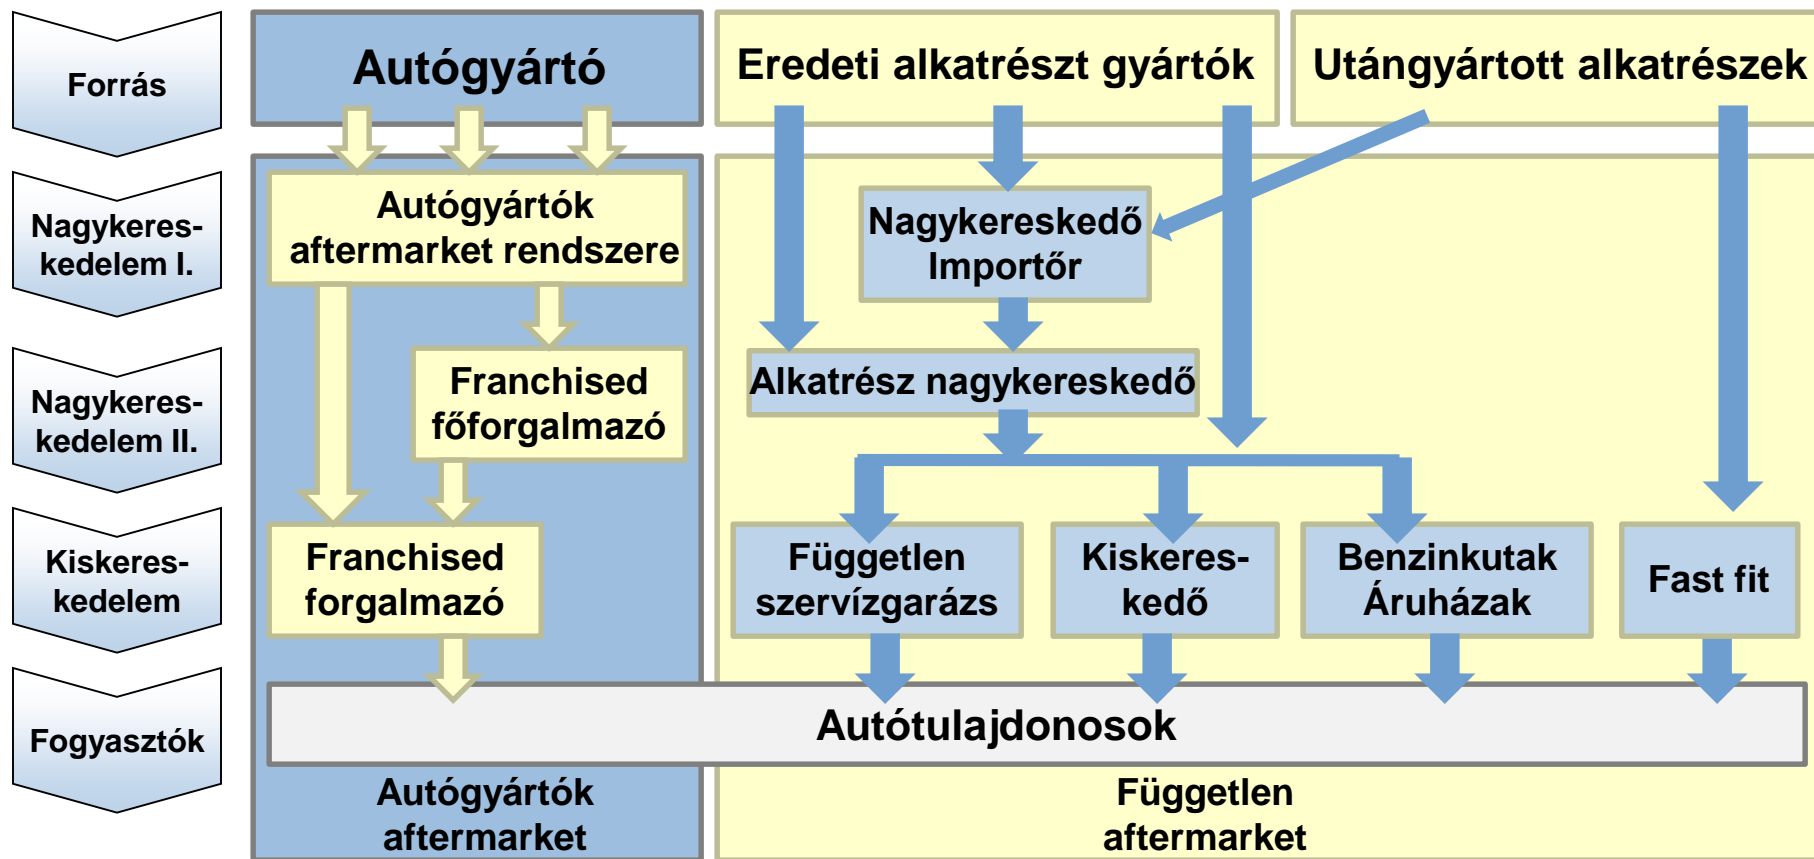 Forrás
Autógyártó
Eredeti alkatrészt gyártók
Utángyártott alkatrészek
Nagykeres-
kedelem I.
Autógyártók
aftermarket rendszere
Nagykereskedő
Importőr
Nagykeres-
kedelem II.
Franchised
főforgalmazó
Alkatrész nagykereskedő
Kiskeres-
kedelem
Franchised
forgalmazó
Független
szervízgarázs
Kiskeres-
kedő
Benzinkutak
Áruházak
Fast fit
Fogyasztók
Autótulajdonosok
Autógyártók
aftermarket
Független
aftermarket